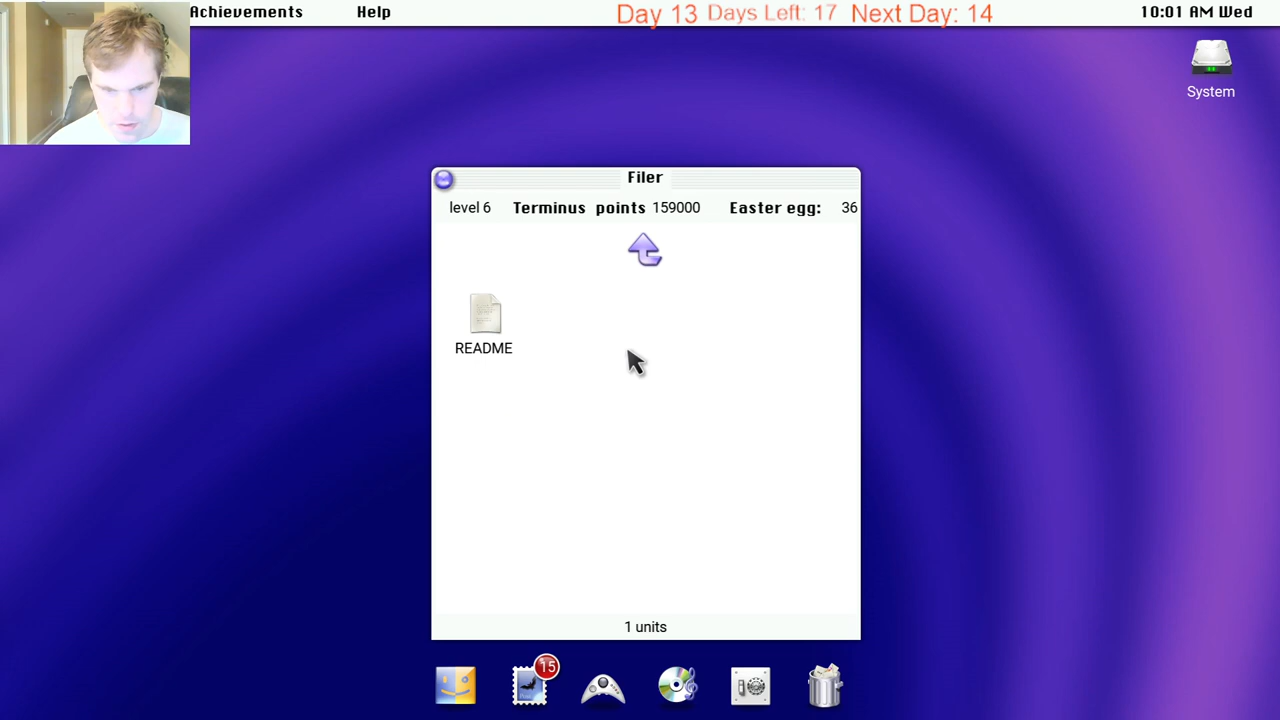 Achievements Help Day 13 Days Left: 17 Next Day: 14 10:01 AM Wed
System
Filer
level 6 Terminus points 159000 Easter egg: 36
README
1 units
15